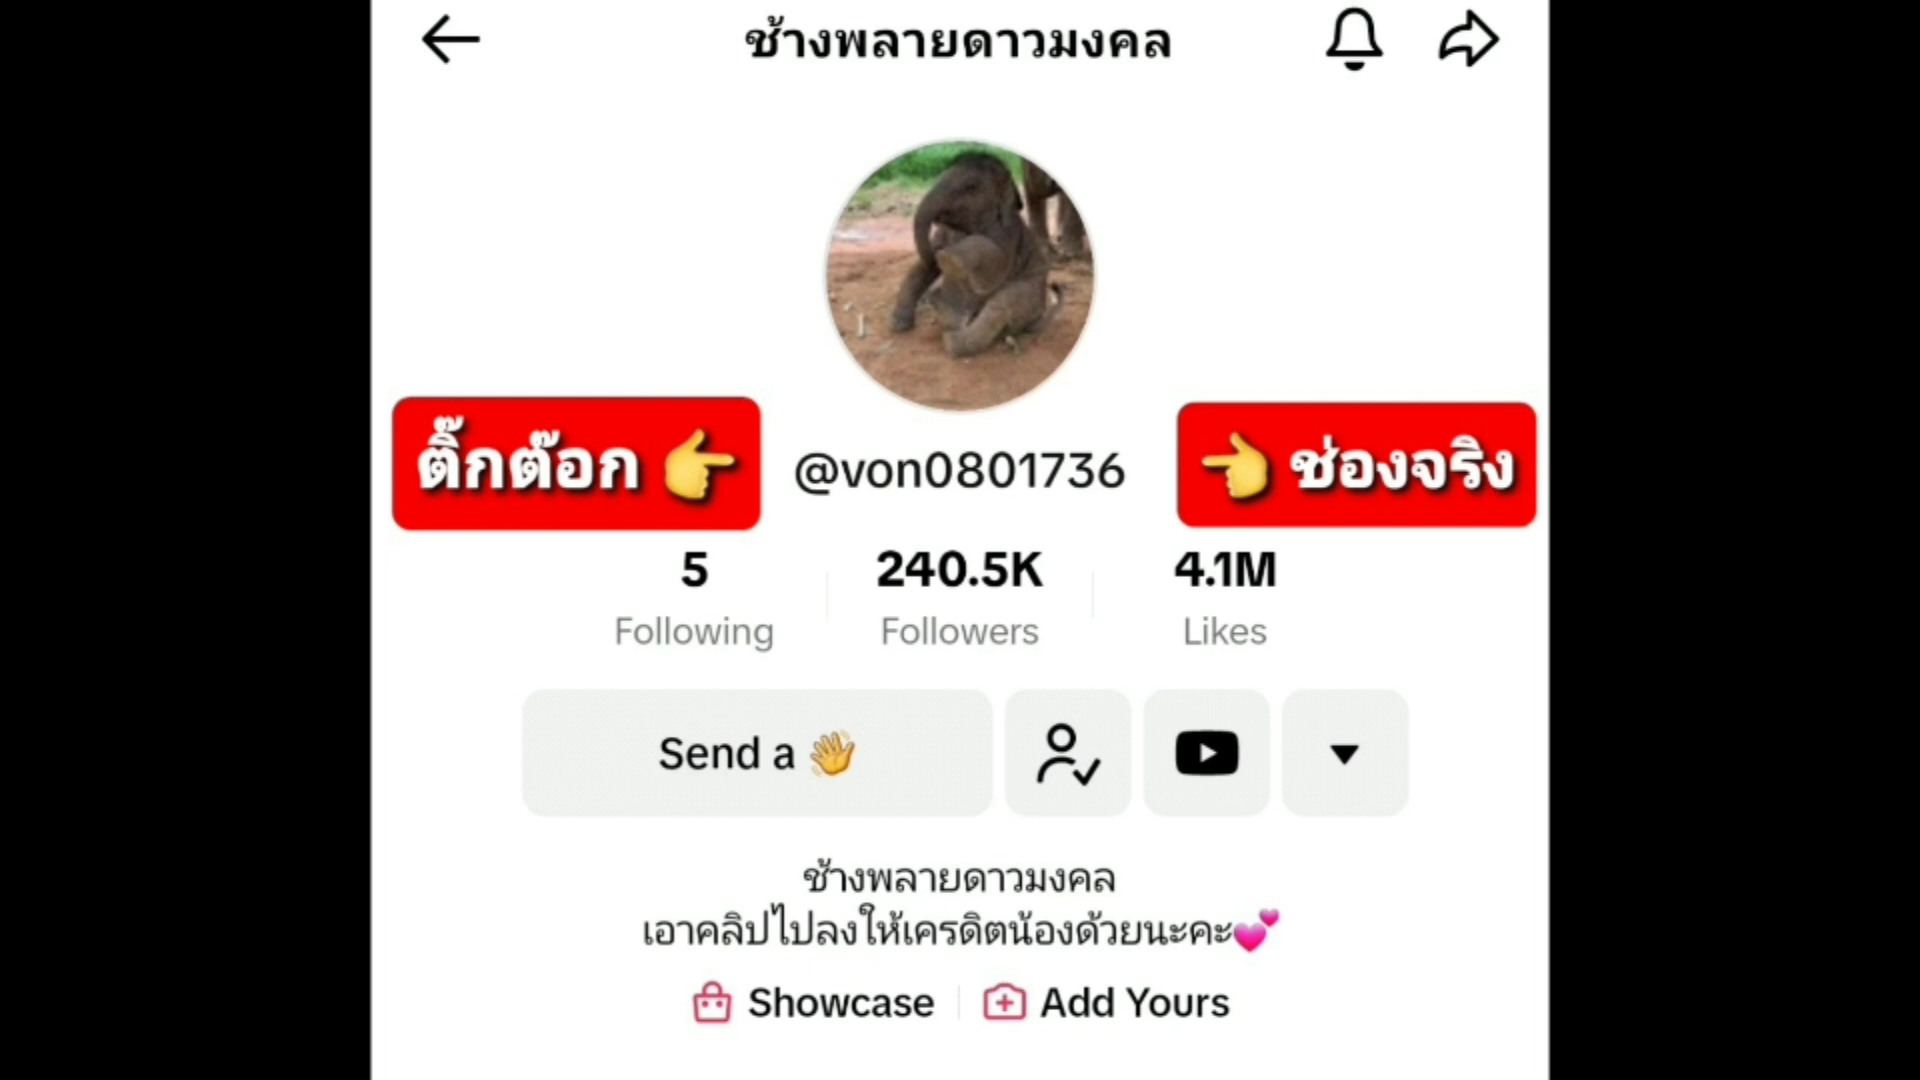 ช้างพลายดาวมงคล
ติ๊กต๊อก 👉 @von0801736 👈 ช่องจริง
5 240.5K 4.1M
Following Followers Likes
Send a 👋
ช้างพลายดาวมงคล
เอาคลิปไปลงให้เครดิตน้องด้วยนะคะ💕
Showcase Add Yours